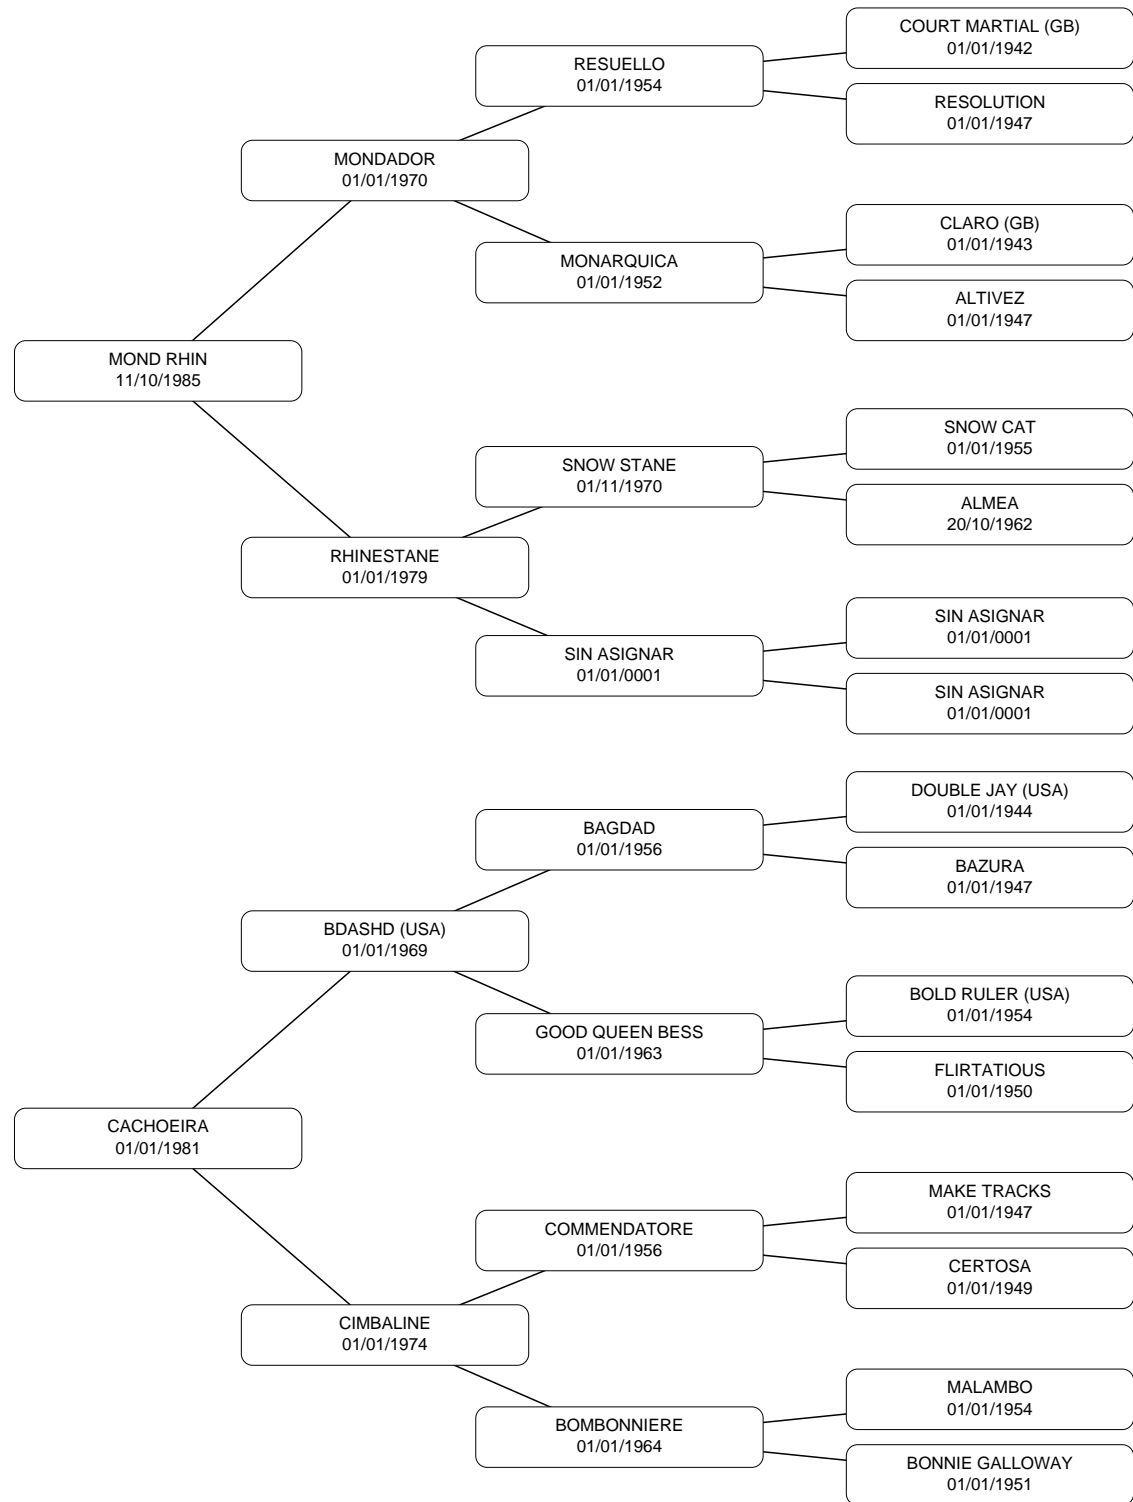 COURT MARTIAL (GB)
01/01/1942
RESUELLO
01/01/1954
RESOLUTION
01/01/1947
MONDADOR
01/01/1970
CLARO (GB)
01/01/1943
MONARQUICA
01/01/1952
ALTIVEZ
01/01/1947
MOND RHIN
11/10/1985
SNOW CAT
01/01/1955
SNOW STANE
01/11/1970
ALMEA
20/10/1962
RHINESTANE
01/01/1979
SIN ASIGNAR
01/01/0001
SIN ASIGNAR
01/01/0001
SIN ASIGNAR
01/01/0001
DOUBLE JAY (USA)
01/01/1944
BAGDAD
01/01/1956
BAZURA
01/01/1947
BDASHD (USA)
01/01/1969
BOLD RULER (USA)
01/01/1954
GOOD QUEEN BESS
01/01/1963
FLIRTATIOUS
01/01/1950
CACHOEIRA
01/01/1981
MAKE TRACKS
01/01/1947
COMMENDATORE
01/01/1956
CERTOSA
01/01/1949
CIMBALINE
01/01/1974
MALAMBO
01/01/1954
BOMBONNIERE
01/01/1964
BONNIE GALLOWAY
01/01/1951